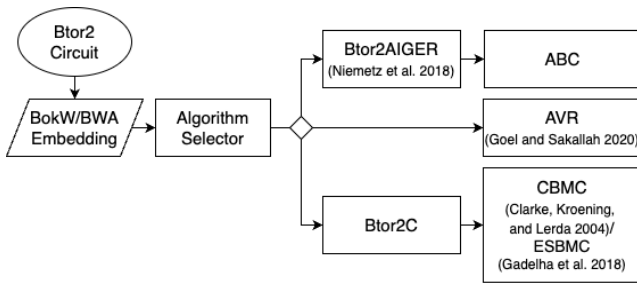 Btor2
Circuit
BokW/BWA
Embedding
Algorithm
Selector
Btor2AIGER
(Niemetz et al. 2018)
ABC
AVR
(Goel and Sakallah 2020)
Btor2C
CBMC
(Clarke, Kroening,
and Lerda 2004)/
ESBMC
(Gadelha et al. 2018)